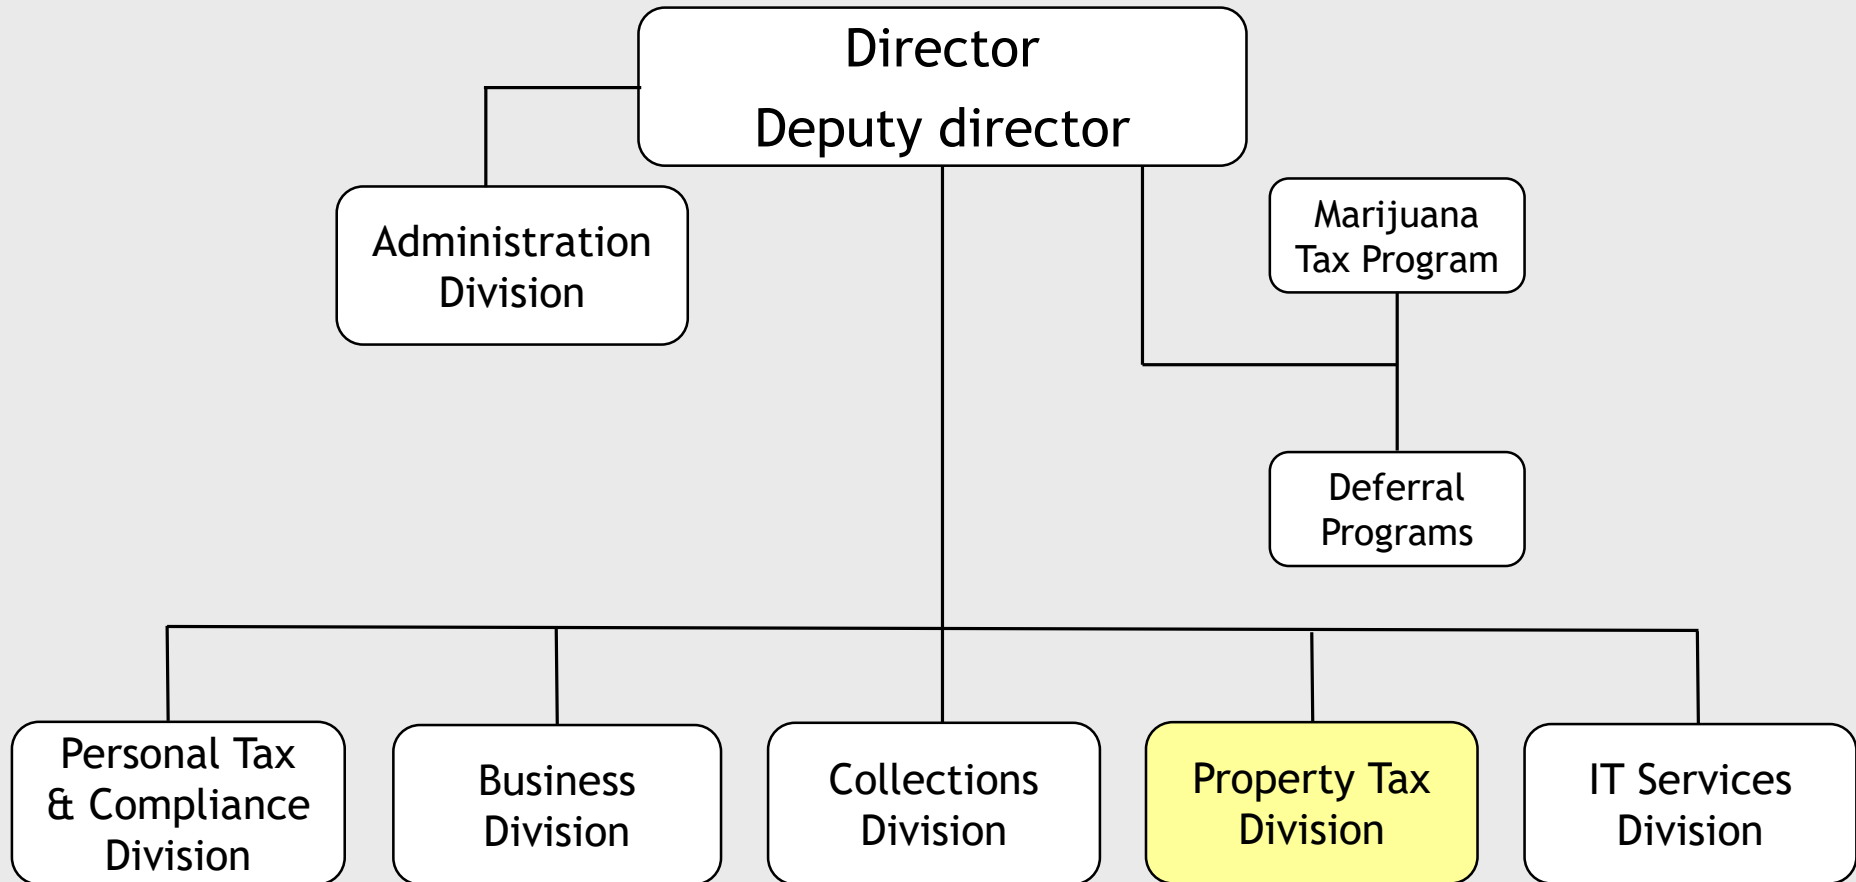 Director
Deputy director
Administration
Division
Marijuana
Tax Program
Deferral
Programs
Personal Tax
& Compliance
Division
Business
Division
Collections
Division
Property Tax
Division
IT Services
Division